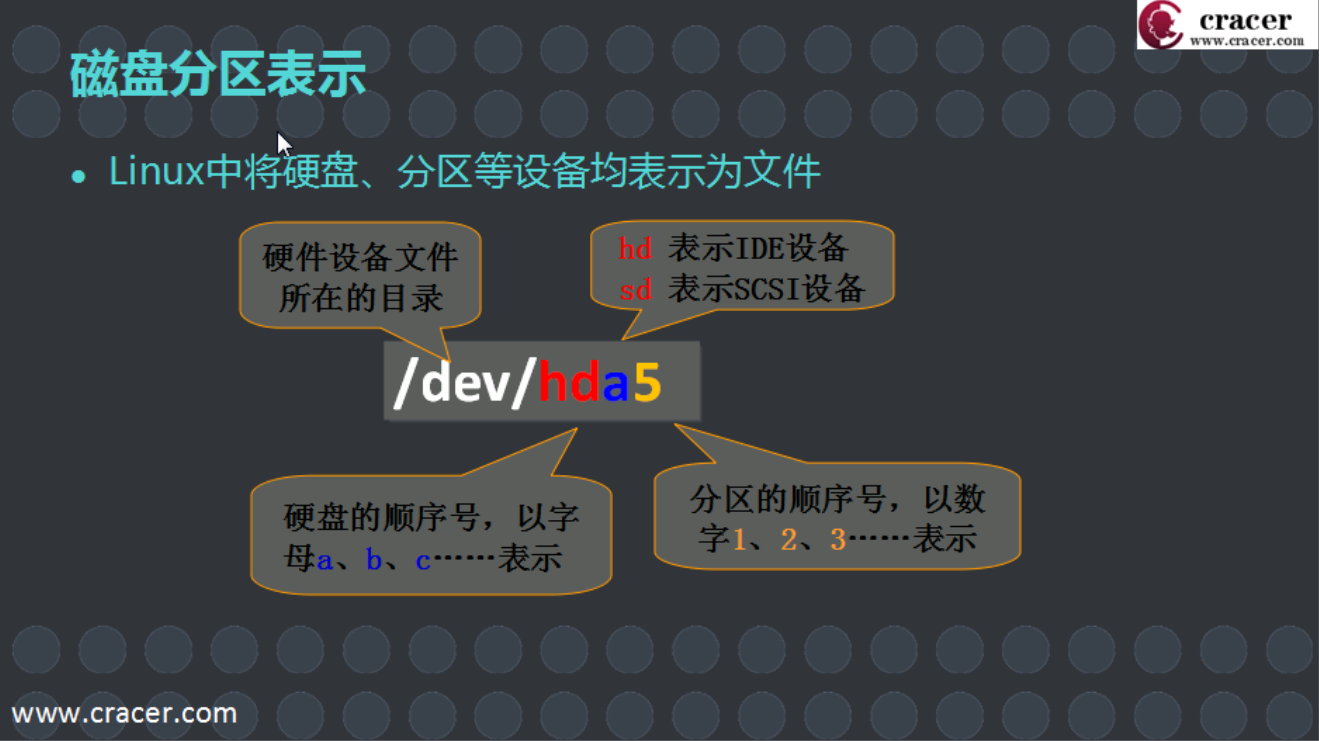 cracer
www.cracer.com
磁盘分区表示
• Linux中将硬盘、分区等设备均表示为文件
硬件设备文件
所在的目录
hd 表示IDE设备
sd 表示SCSI设备
/dev/hda5
硬盘的顺序号，以字
母a、b、c……表示
分区的顺序号，以数
字1、2、3……表示
www.cracer.com